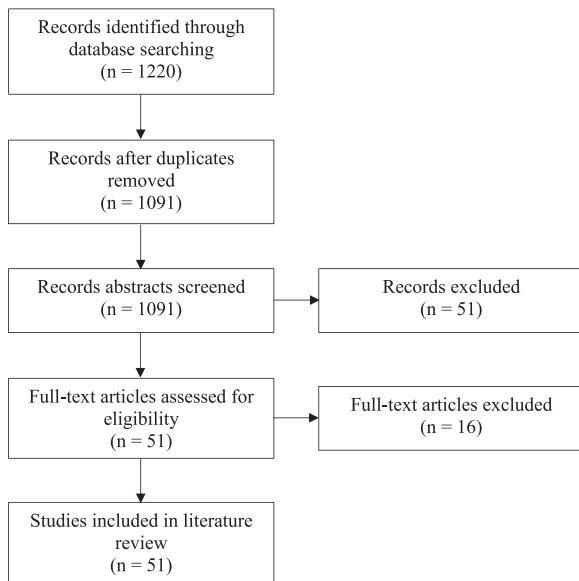 Records identified through
database searching
(n = 1220)
Records after duplicates
removed
(n = 1091)
Records abstracts screened
(n = 1091)
Records excluded
(n = 51)
Full-text articles assessed for
eligibility
(n = 51)
Full-text articles excluded
(n = 16)
Studies included in literature
review
(n = 51)